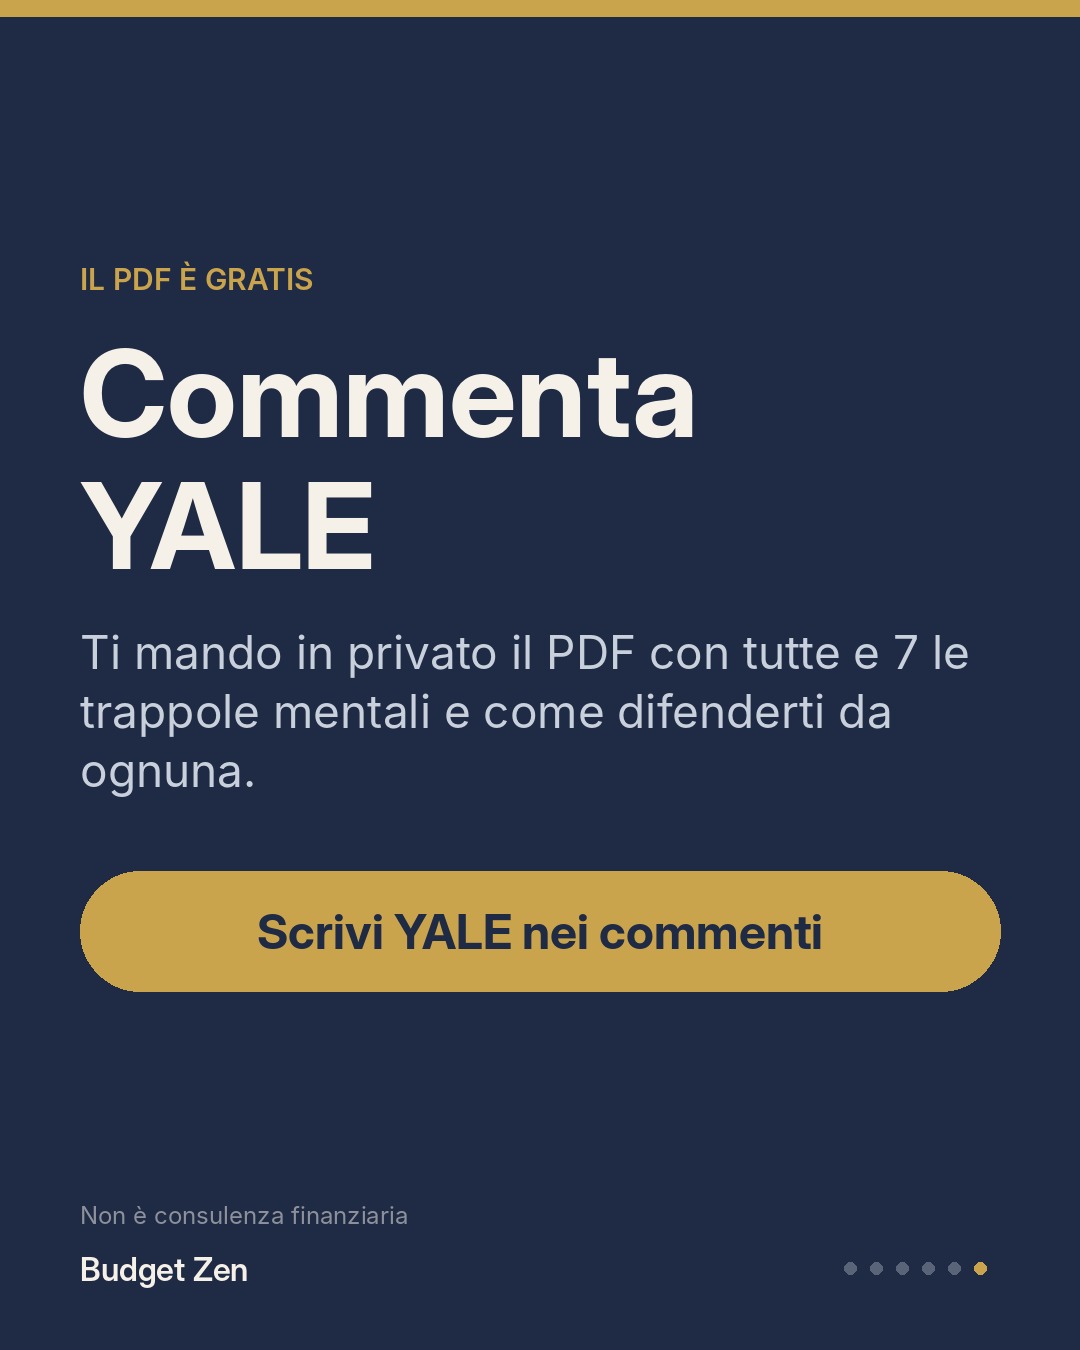 IL PDF È GRATIS
Commenta
YALE
Ti mando in privato il PDF con tutte e 7 le
trappole mentali e come difenderti da
ognuna.
Scrivi YALE nei commenti
Non è consulenza finanziaria
Budget Zen